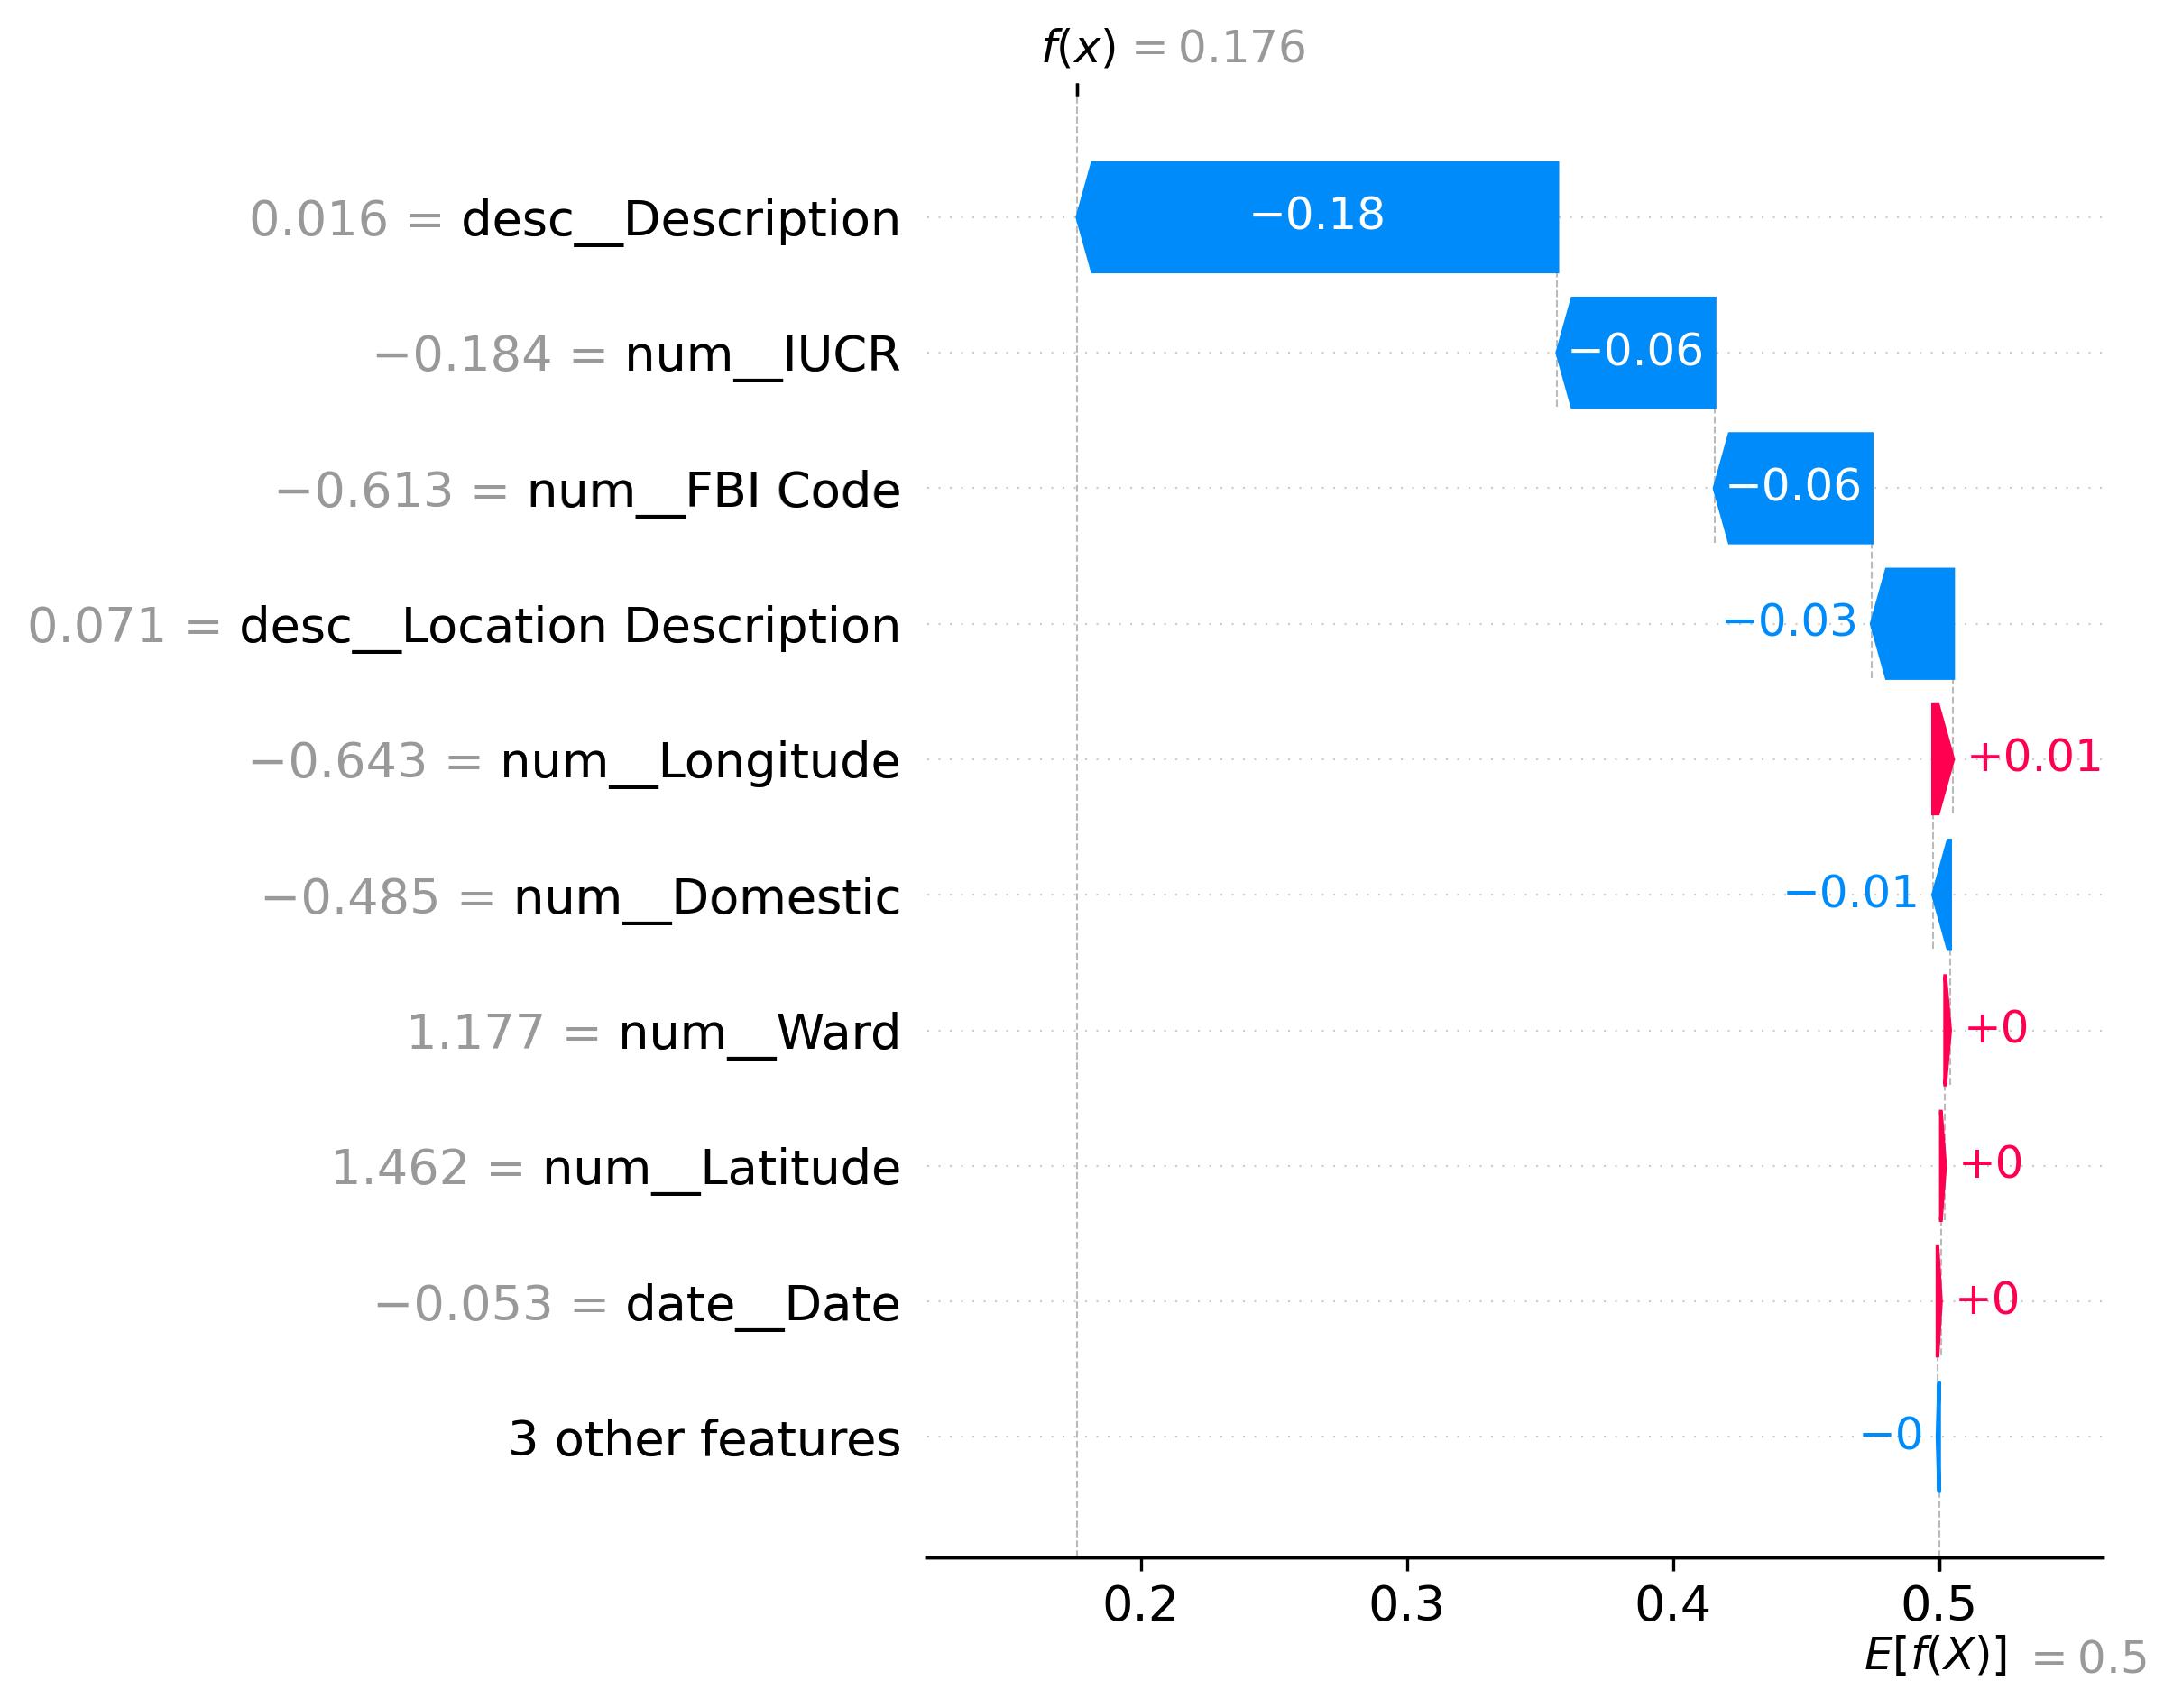 f(x) = 0.176
0.016 = desc__Description −0.18
−0.184 = num__IUCR −0.06
−0.613 = num__FBI Code −0.06
0.071 = desc__Location Description −0.03
−0.643 = num__Longitude +0.01
−0.485 = num__Domestic −0.01
1.177 = num__Ward +0
1.462 = num__Latitude +0
−0.053 = date__Date +0
3 other features −0
0.2 0.3 0.4 0.5
E[f(X)] = 0.5